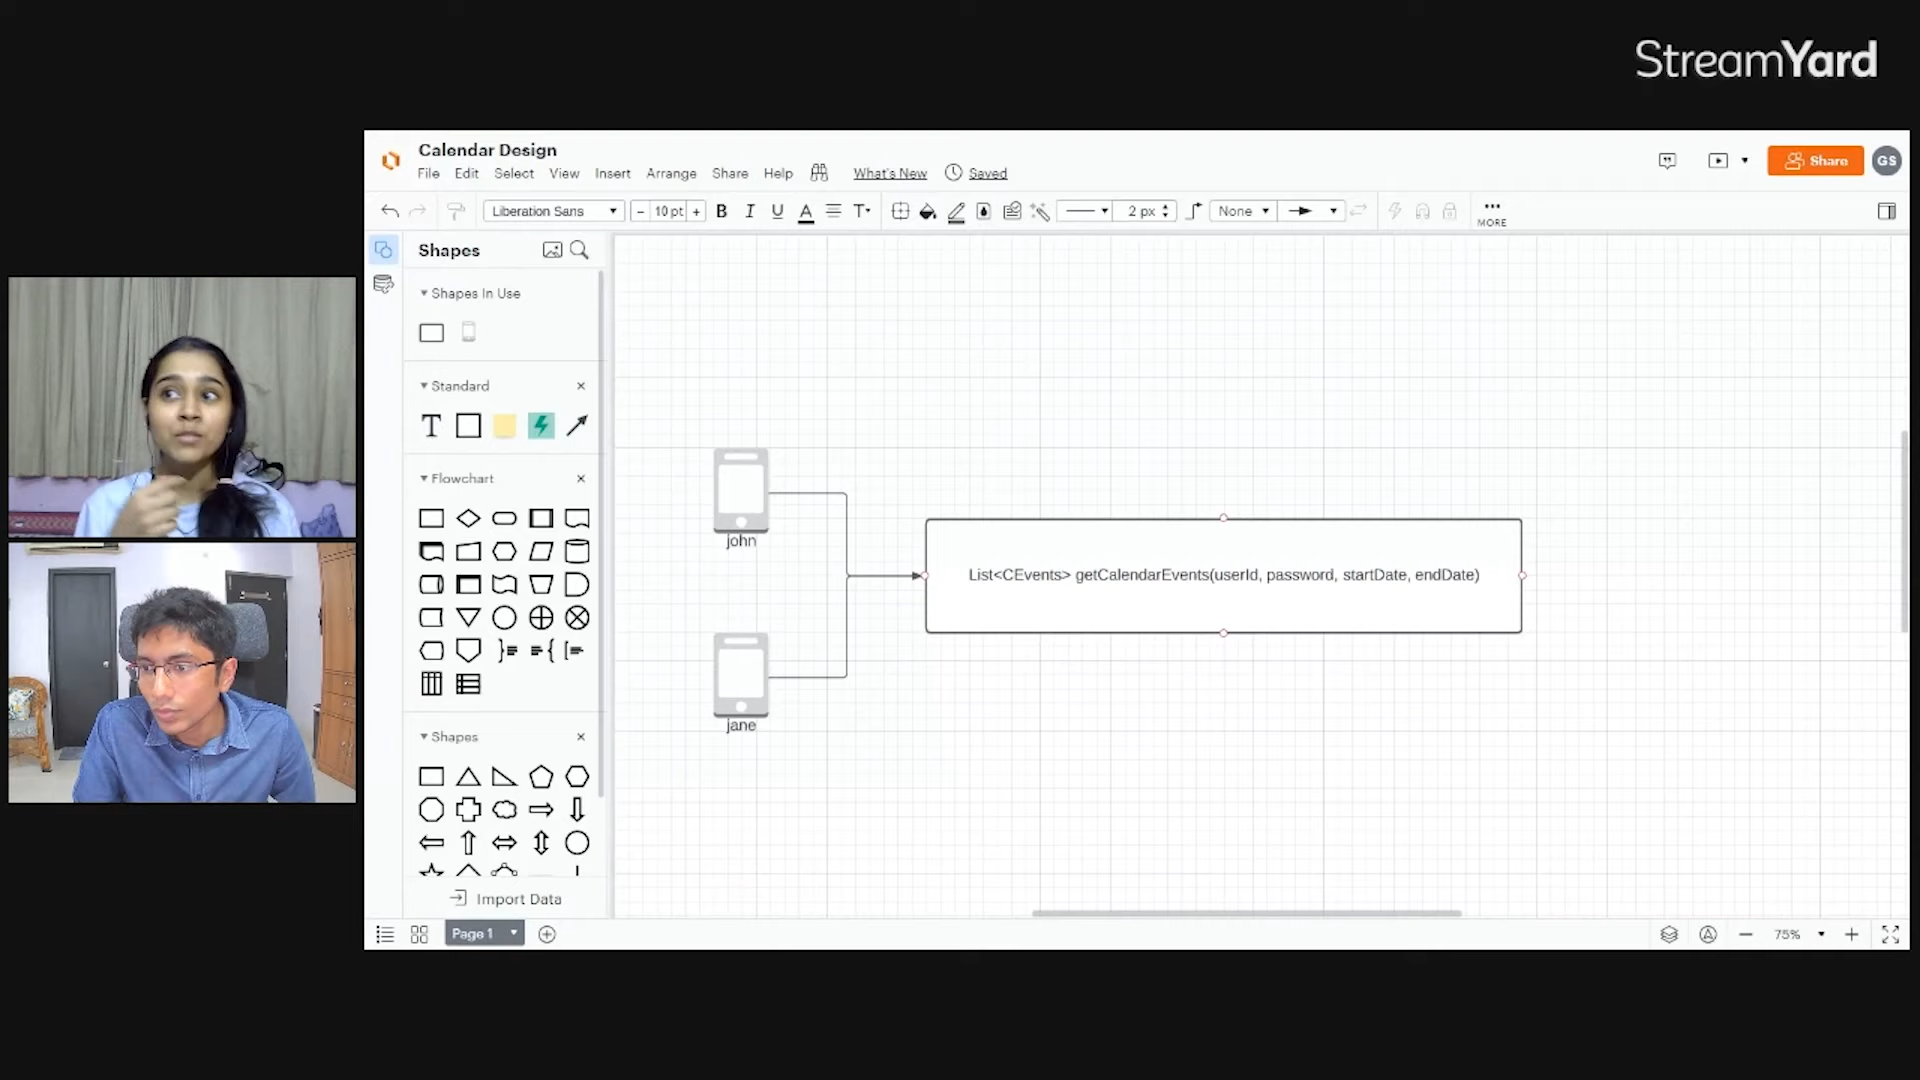 StreamYard
Calendar Design
File Edit Select View Insert Arrange Share Help What's New Saved
Share GS
Liberation Sans − 10 pt + B I U A T 2 px None MORE
Shapes
Shapes In Use
Standard
T
Flowchart
Shapes
Import Data
john
List<CEvents> getCalendarEvents(userId, password, startDate, endDate)
jane
Page 1 75%